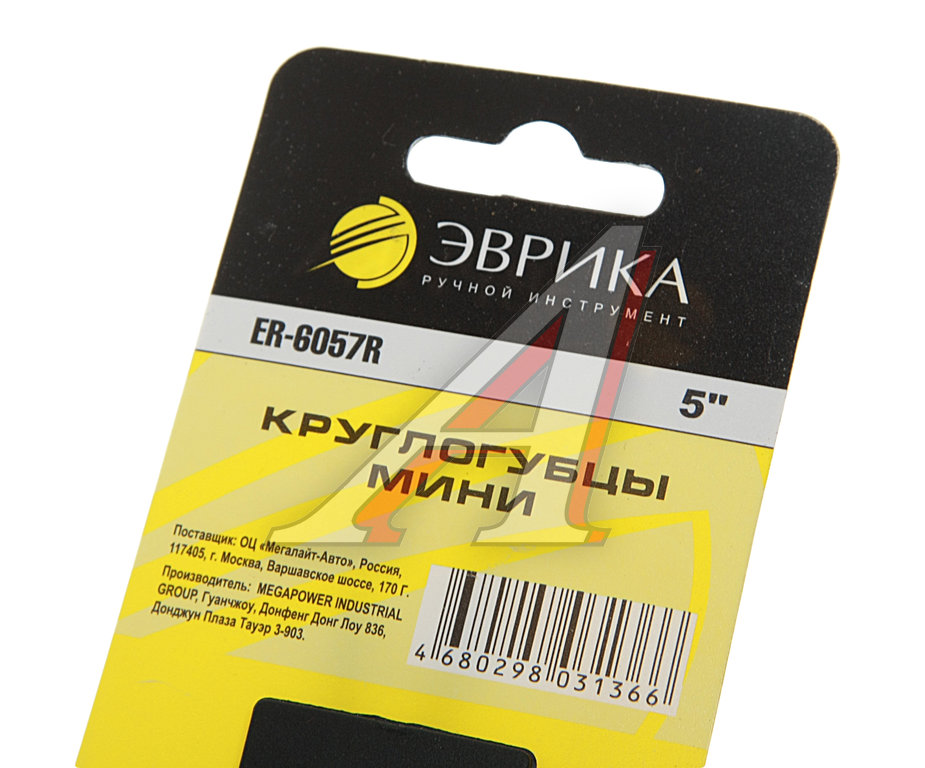 ЭВРИКА
РУЧНОЙ ИНСТРУМЕНТ
ER-6057R
5"
КРУГЛОГУБЦЫ
МИНИ
Поставщик: ОЦ «Мегалайт-Авто», Россия,
117405, г. Москва, Варшавское шоссе, 170 Г.
Производитель: MEGAPOWER INDUSTRIAL
GROUP, Гуанчжоу, Донфенг Донг Лоу 836,
Донджун Плаза Тауэр 3-903.
4 680298 031366